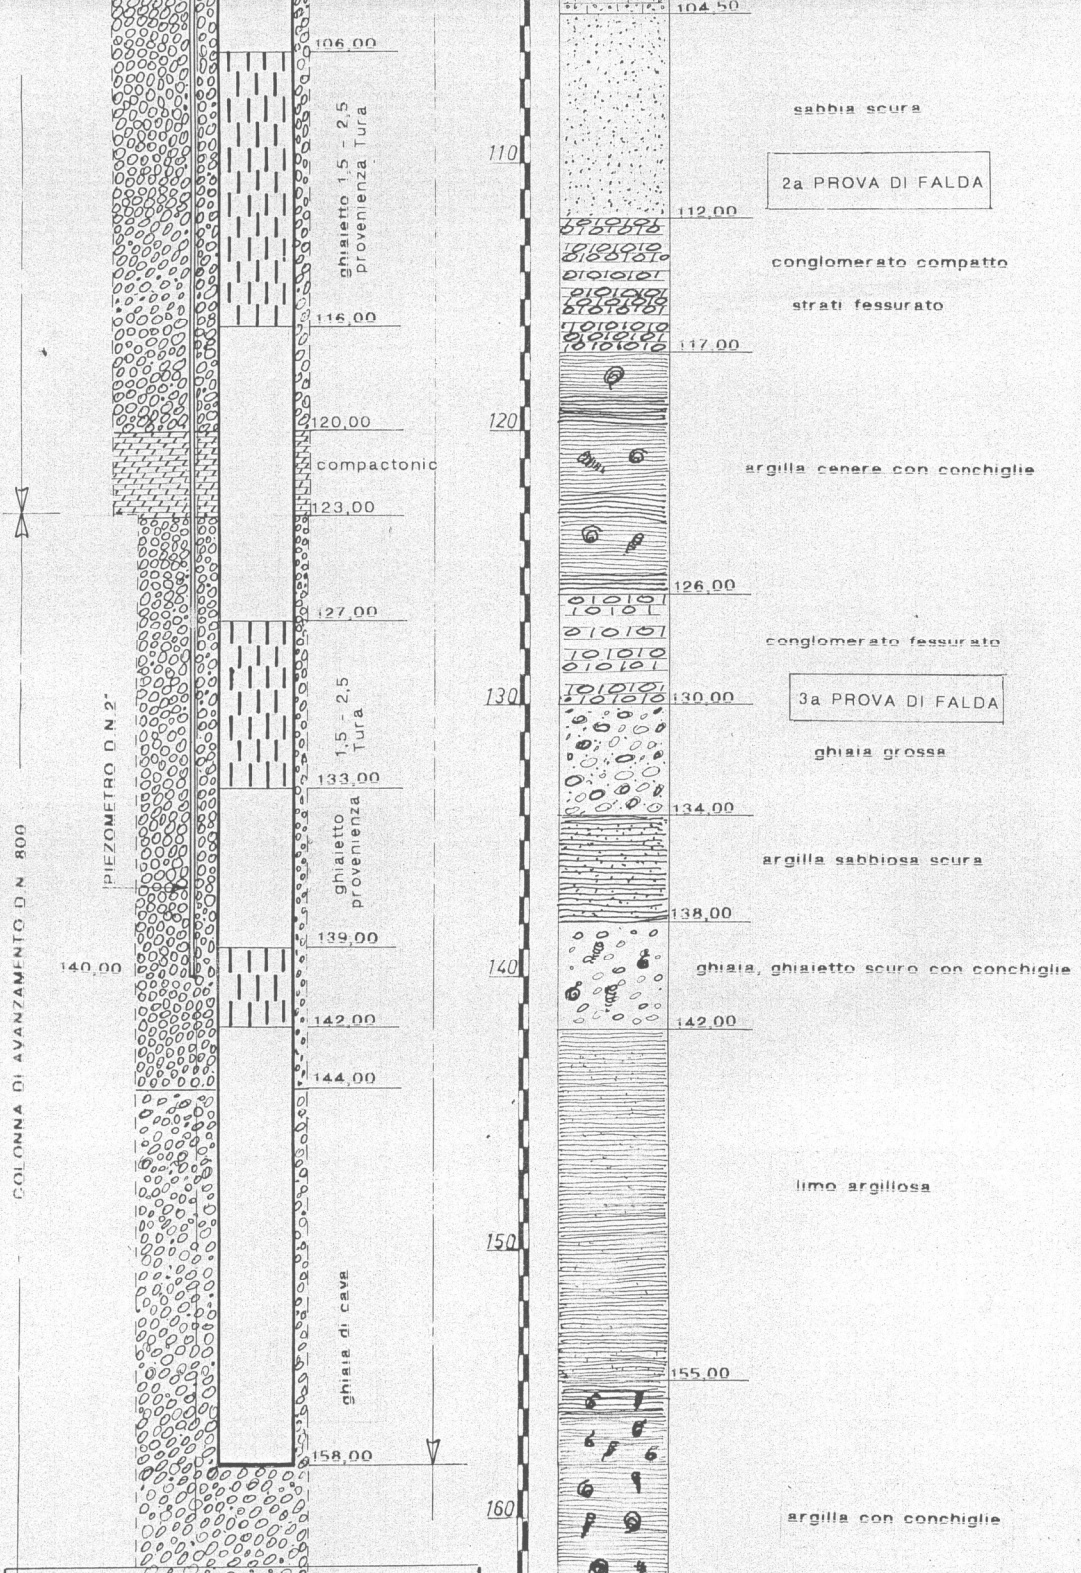 104,50
106,00
sabbia scura
ghiaietto 1,5 - 2,5
provenienza Tura
110
2a PROVA DI FALDA
112,00
conglomerato compatto
strati fessurato
116,00
117,00
120,00
120
compactonic
argilla cenere con conchiglie
123,00
126,00
127,00
conglomerato fessurato
130
130,00
3a PROVA DI FALDA
PIEZOMETRO D.N.2"
1,5 - 2,5
Tura
ghiaia grossa
133,00
134,00
ghiaietto
provenienza
argilla sabbiosa scura
COLONNA DI AVANZAMENTO D.N. 800
138,00
139,00
140,00
140
ghiaia, ghiaietto scuro con conchiglie
142,00
142,00
144,00
limo argillosa
150
ghiaia di cava
155,00
158,00
160
argilla con conchiglie